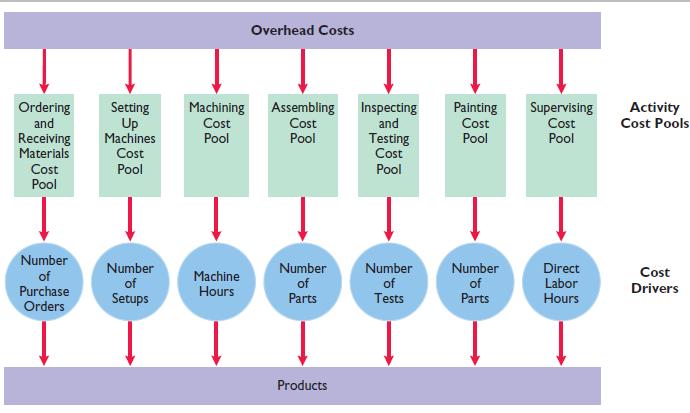 Overhead Costs
Ordering
and
Receiving
Materials
Cost
Pool
Setting
Up
Machines
Cost
Pool
Machining
Cost
Pool
Assembling
Cost
Pool
Inspecting
and
Testing
Cost
Pool
Painting
Cost
Pool
Supervising
Cost
Pool
Activity
Cost Pools
Number
of
Purchase
Orders
Number
of
Setups
Machine
Hours
Number
of
Parts
Number
of
Tests
Number
of
Parts
Direct
Labor
Hours
Cost
Drivers
Products